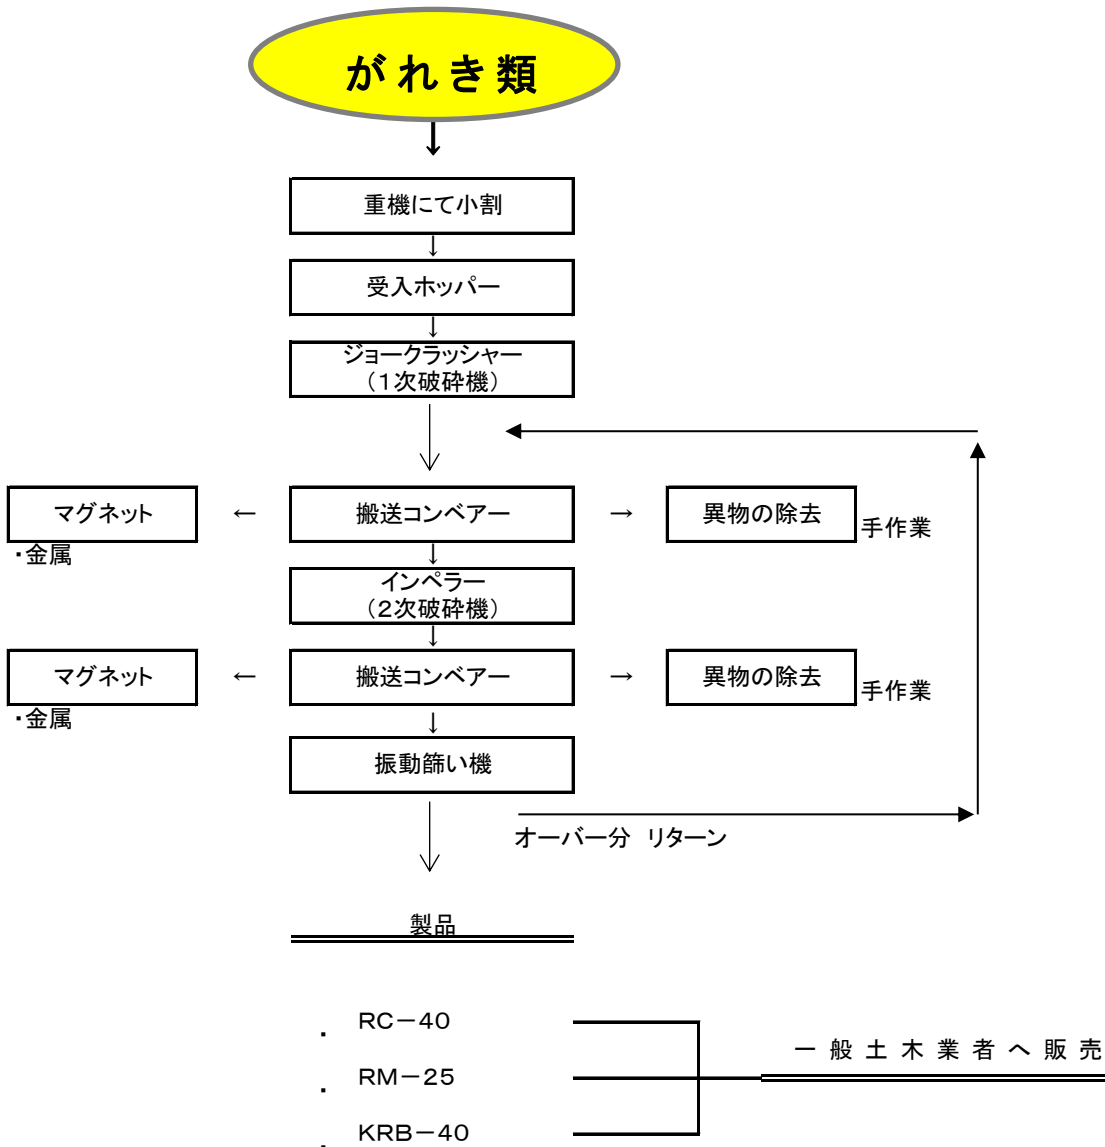 がれき類
↓
重機にて小割
↓
受入ホッパー
↓
ジョークラッシャー
（１次破砕機）
マグネット ← 搬送コンベアー → 異物の除去 手作業
・金属
↓
インペラー
（２次破砕機）
↓
マグネット ← 搬送コンベアー → 異物の除去 手作業
・金属
↓
振動篩い機
オーバー分　リターン
製品
． ＲＣ－４０
一般土木業者へ販売
． ＲＭ－２５
． ＫＲＢ－４０